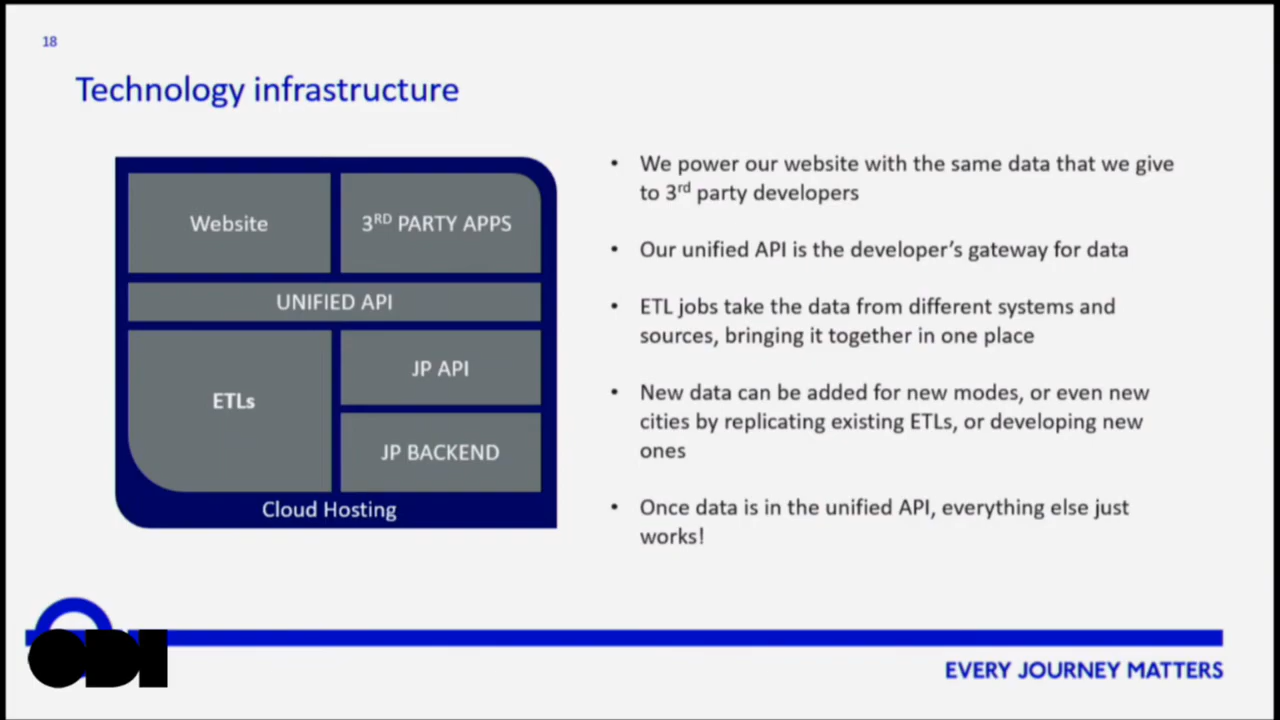 18
Technology infrastructure
Website
3RD PARTY APPS
UNIFIED API
ETLs
JP API
JP BACKEND
Cloud Hosting
• We power our website with the same data that we give
to 3rd party developers
• Our unified API is the developer’s gateway for data
• ETL jobs take the data from different systems and
sources, bringing it together in one place
• New data can be added for new modes, or even new
cities by replicating existing ETLs, or developing new
ones
• Once data is in the unified API, everything else just
works!
ODI
EVERY JOURNEY MATTERS